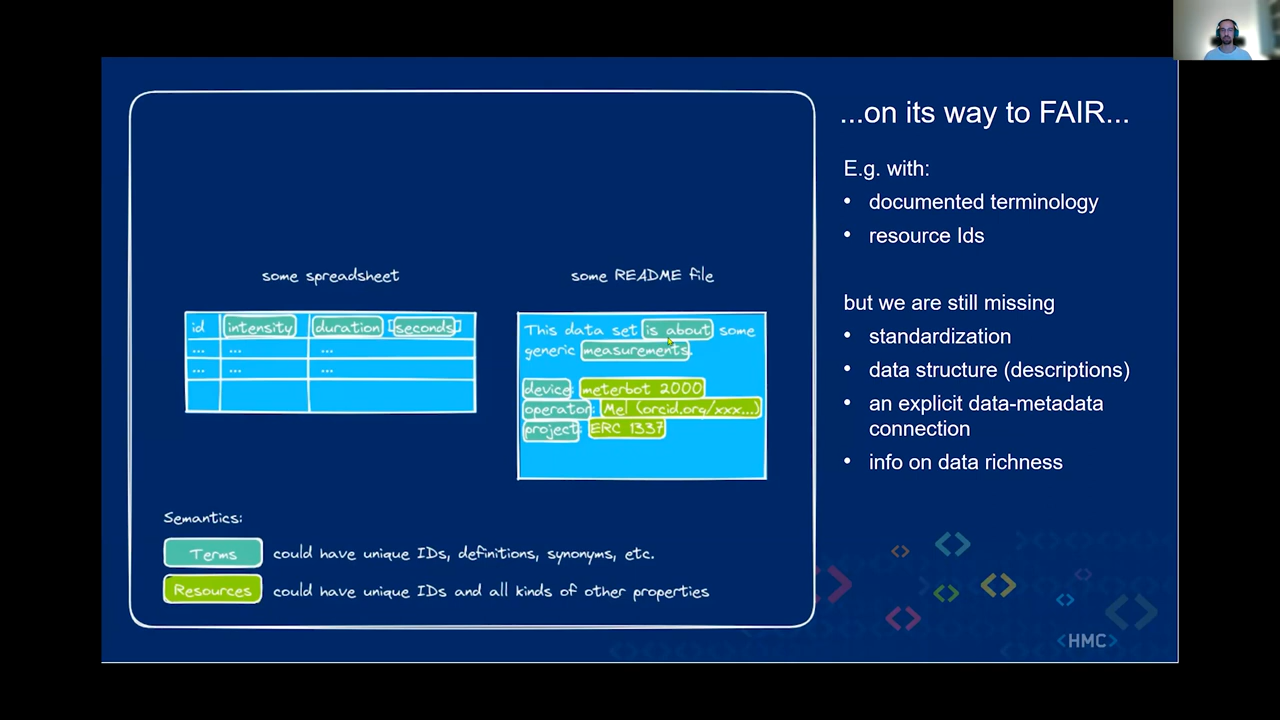 ...on its way to FAIR...
E.g. with:
• documented terminology
• resource Ids
but we are still missing
• standardization
• data structure (descriptions)
• an explicit data-metadata
connection
• info on data richness
some spreadsheet
id intensity duration [seconds]
... ... ...
... ... ...
some README file
This data set is about some
generic measurements.
device: meterbot 2000
operator: Mel (orcid.org/xxx...)
project: ERC 1337
Semantics:
Terms could have unique IDs, definitions, synonyms, etc.
Resources could have unique IDs and all kinds of other properties
<HMC>